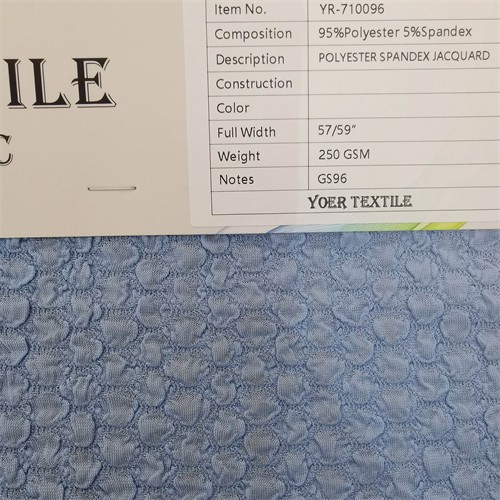 ILE
C
Item No. YR-710096
Composition 95%Polyester 5%Spandex
Description POLYESTER SPANDEX JACQUARD
Construction
Color
Full Width 57/59"
Weight 250 GSM
Notes GS96
YOER TEXTILE